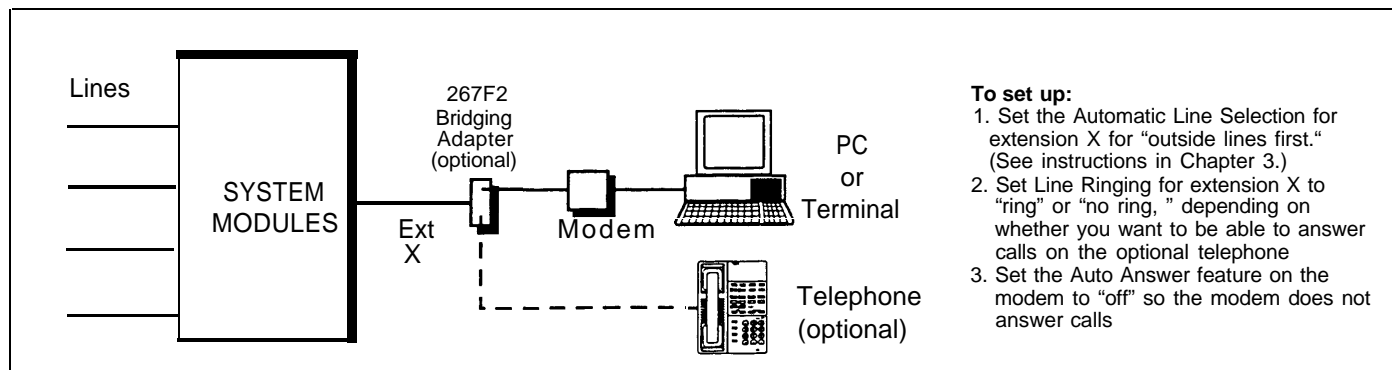 Lines
SYSTEM
MODULES
Ext
X
267F2
Bridging
Adapter
(optional)
Modem
PC
or
Terminal
Telephone
(optional)
To set up:
1. Set the Automatic Line Selection for
extension X for “outside lines first.“
(See instructions in Chapter 3.)
2. Set Line Ringing for extension X to
“ring” or “no ring, ” depending on
whether you want to be able to answer
calls on the optional telephone
3. Set the Auto Answer feature on the
modem to “off” so the modem does not
answer calls